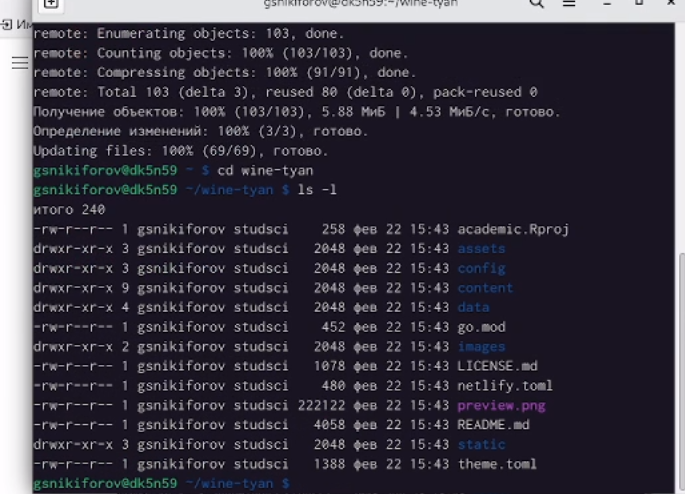 gsnikiforov@dk5n59:~/wine-tyan
remote: Enumerating objects: 103, done.
remote: Counting objects: 100% (103/103), done.
remote: Compressing objects: 100% (91/91), done.
remote: Total 103 (delta 3), reused 80 (delta 0), pack-reused 0
Получение объектов: 100% (103/103), 5.88 МиБ | 4.53 МиБ/с, готово.
Определение изменений: 100% (3/3), готово.
Updating files: 100% (69/69), готово.
gsnikiforov@dk5n59 ~ $ cd wine-tyan
gsnikiforov@dk5n59 ~/wine-tyan $ ls -l
итого 240
-rw-r--r-- 1 gsnikiforov studsci 258 фев 22 15:43 academic.Rproj
drwxr-xr-x 3 gsnikiforov studsci 2048 фев 22 15:43 assets
drwxr-xr-x 3 gsnikiforov studsci 2048 фев 22 15:43 config
drwxr-xr-x 9 gsnikiforov studsci 2048 фев 22 15:43 content
drwxr-xr-x 4 gsnikiforov studsci 2048 фев 22 15:43 data
-rw-r--r-- 1 gsnikiforov studsci 452 фев 22 15:43 go.mod
drwxr-xr-x 2 gsnikiforov studsci 2048 фев 22 15:43 images
-rw-r--r-- 1 gsnikiforov studsci 1078 фев 22 15:43 LICENSE.md
-rw-r--r-- 1 gsnikiforov studsci 480 фев 22 15:43 netlify.toml
-rw-r--r-- 1 gsnikiforov studsci 222122 фев 22 15:43 preview.png
-rw-r--r-- 1 gsnikiforov studsci 4058 фев 22 15:43 README.md
drwxr-xr-x 3 gsnikiforov studsci 2048 фев 22 15:43 static
-rw-r--r-- 1 gsnikiforov studsci 1388 фев 22 15:43 theme.toml
gsnikiforov@dk5n59 ~/wine-tyan $